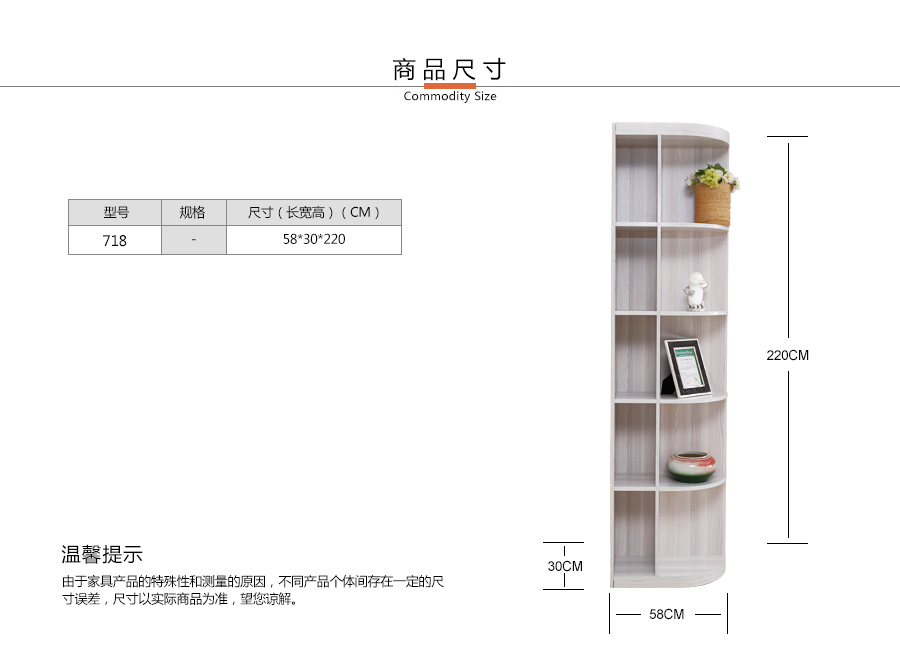 商品尺寸
Commodity Size
型号 规格 尺寸（长宽高）（CM）
718 - 58*30*220
220CM
30CM
58CM
温馨提示
由于家具产品的特殊性和测量的原因，不同产品个体间存在一定的尺
寸误差，尺寸以实际商品为准，望您谅解。